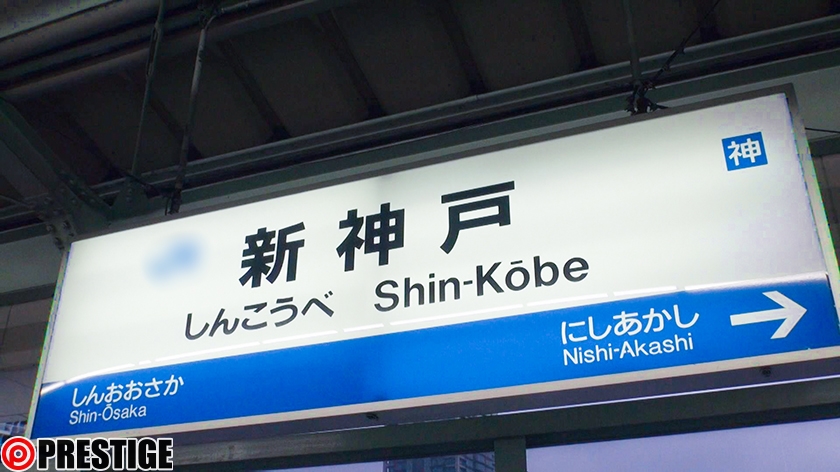 神
新神戸
しんこうべ Shin-Kōbe
にしあかし
Nishi-Akashi
しんおおさか
Shin-Ōsaka
PRESTIGE